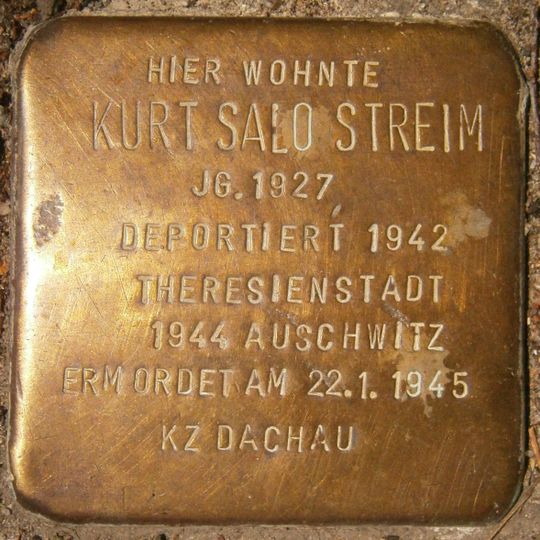 HIER WOHNTE
KURT SALO STREIM
JG. 1927
DEPORTIERT 1942
THERESIENSTADT
1944 AUSCHWITZ
ERMORDET AM 22.1.1945
KZ DACHAU